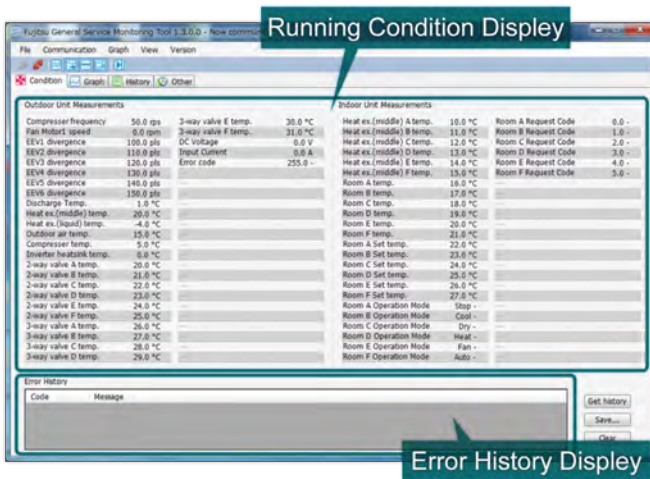 Running Condition Display
Fujitsu General Service Monitoring Tool 1.3.0.0 - Now commun
File Communication Graph View Version
Condition Graph History Other
Outdoor Unit Measurements
Compresser frequency 50.0 rps 3-way valve E temp. 30.0 °C
Fan Motor1 speed 0.0 rpm 3-way valve F temp. 31.0 °C
EEV1 divergence 100.0 pls DC Voltage 0.0 V
EEV2 divergence 110.0 pls Input Current 0.0 A
EEV3 divergence 120.0 pls Error code 255.0 -
EEV4 divergence 130.0 pls
EEV5 divergence 140.0 pls
EEV6 divergence 150.0 pls
Discharge Temp. 1.0 °C
Heat ex.(middle) temp. 20.0 °C
Heat ex.(liquid) temp. -4.0 °C
Outdoor air temp. 15.0 °C
Compresser temp. 5.0 °C
Inverter heatsink temp. 0.0 °C
2-way valve A temp. 20.0 °C
2-way valve B temp. 21.0 °C
2-way valve C temp. 22.0 °C
2-way valve D temp. 23.0 °C
2-way valve E temp. 24.0 °C
2-way valve F temp. 25.0 °C
3-way valve A temp. 26.0 °C
3-way valve B temp. 27.0 °C
3-way valve C temp. 28.0 °C
3-way valve D temp. 29.0 °C
Indoor Unit Measurements
Heat ex.(middle) A temp. 10.0 °C Room A Request Code 0.0 -
Heat ex.(middle) B temp. 11.0 °C Room B Request Code 1.0 -
Heat ex.(middle) C temp. 12.0 °C Room C Request Code 2.0 -
Heat ex.(middle) D temp. 13.0 °C Room D Request Code 3.0 -
Heat ex.(middle) E temp. 14.0 °C Room E Request Code 4.0 -
Heat ex.(middle) F temp. 15.0 °C Room F Request Code 5.0 -
Room A temp. 16.0 °C
Room B temp. 17.0 °C
Room C temp. 18.0 °C
Room D temp. 19.0 °C
Room E temp. 20.0 °C
Room F temp. 21.0 °C
Room A Set temp. 22.0 °C
Room B Set temp. 23.0 °C
Room C Set temp. 24.0 °C
Room D Set temp. 25.0 °C
Room E Set temp. 26.0 °C
Room F Set temp. 27.0 °C
Room A Operation Mode Stop -
Room B Operation Mode Cool -
Room C Operation Mode Dry -
Room D Operation Mode Heat -
Room E Operation Mode Fan -
Room F Operation Mode Auto -
Error History
Code Message
Get history
Save...
Clear
Error History Display